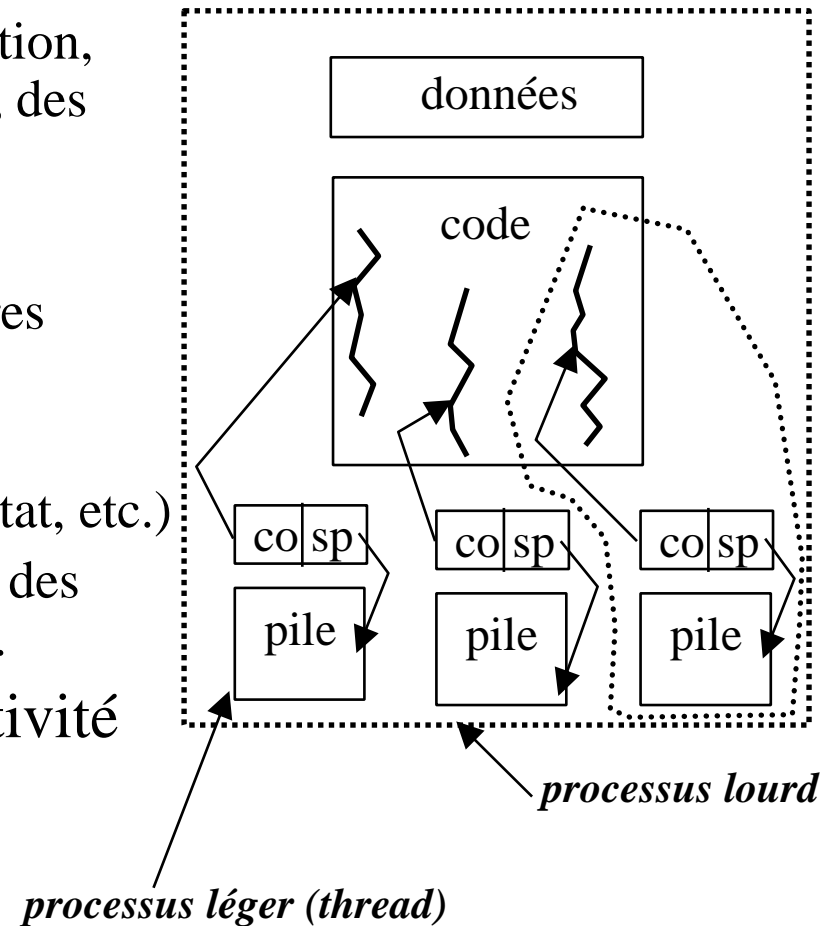 tion,
données
des
code
res
tat, etc.)
co sp
co sp
co sp
des
pile
pile
pile
.
tivité
processus lourd
processus léger (thread)